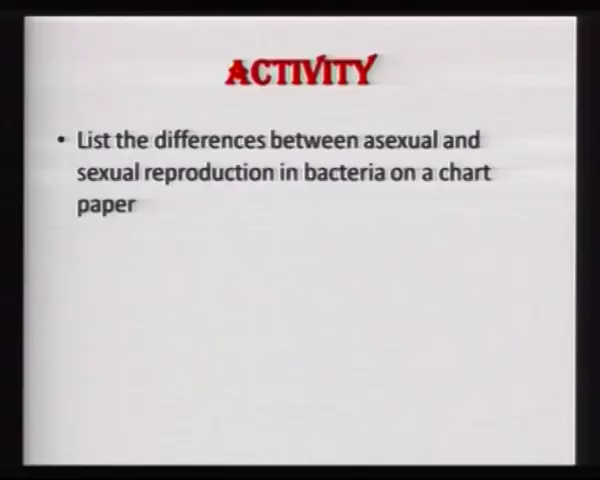 ACTIVITY
• List the differences between asexual and
sexual reproduction in bacteria on a chart
paper